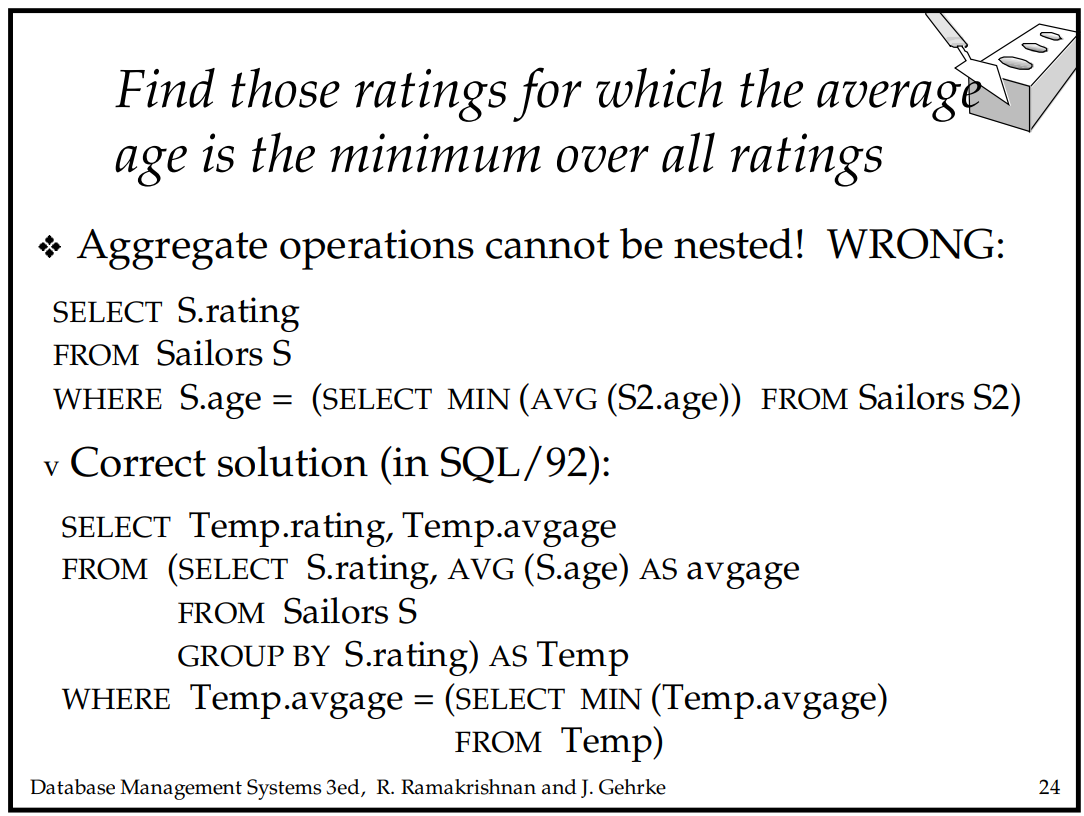 Find those ratings for which the average
age is the minimum over all ratings
❖ Aggregate operations cannot be nested! WRONG:
SELECT S.rating
FROM Sailors S
WHERE S.age = (SELECT MIN (AVG (S2.age)) FROM Sailors S2)
v Correct solution (in SQL/92):
SELECT Temp.rating, Temp.avgage
FROM (SELECT S.rating, AVG (S.age) AS avgage
FROM Sailors S
GROUP BY S.rating) AS Temp
WHERE Temp.avgage = (SELECT MIN (Temp.avgage)
FROM Temp)
Database Management Systems 3ed, R. Ramakrishnan and J. Gehrke 24